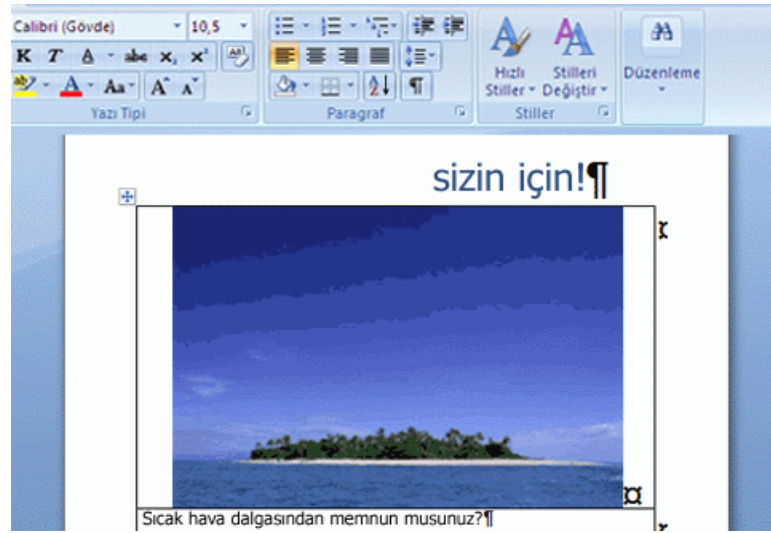 Calibri (Gövde) 10,5
K T A abe x, x²
ab A Aa A A
Yazı Tipi
Paragraf
Hızlı Stiller
Stilleri Değiştir
Stiller
Düzenleme
sizin için!¶
Sıcak hava dalgasından memnun musunuz?¶